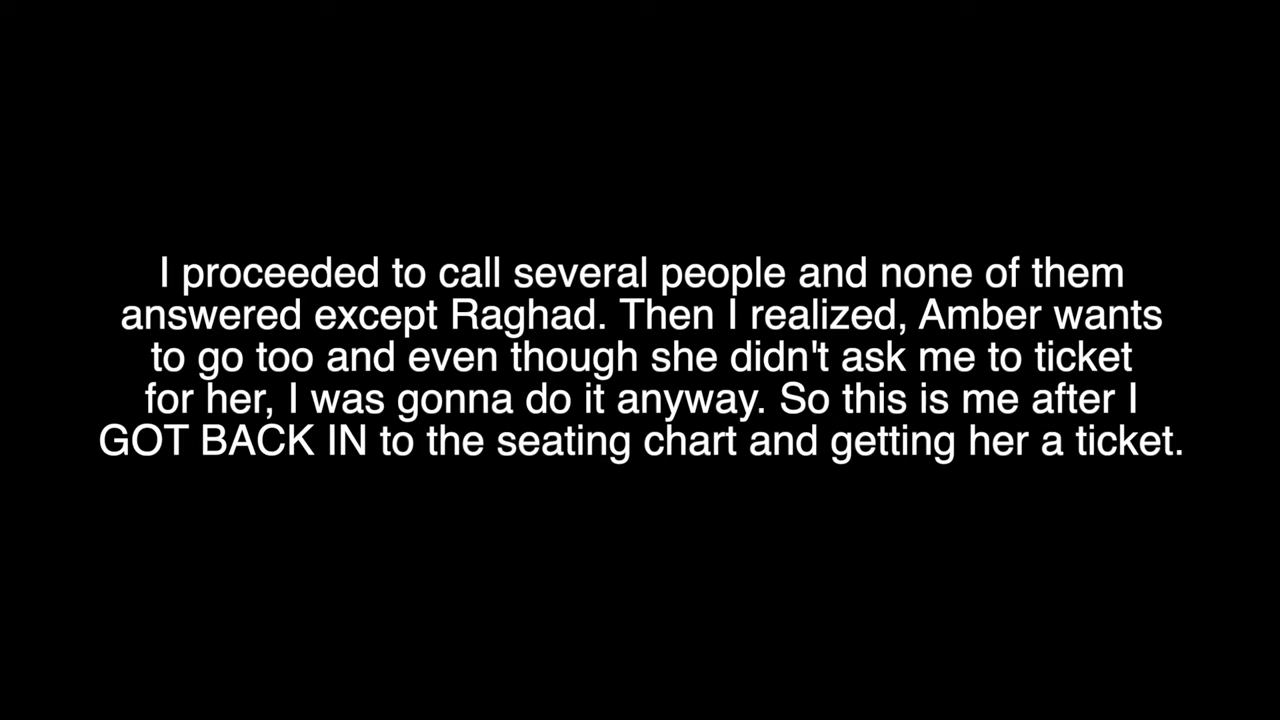 I proceeded to call several people and none of them
answered except Raghad. Then I realized, Amber wants
to go too and even though she didn't ask me to ticket
for her, I was gonna do it anyway. So this is me after I
GOT BACK IN to the seating chart and getting her a ticket.